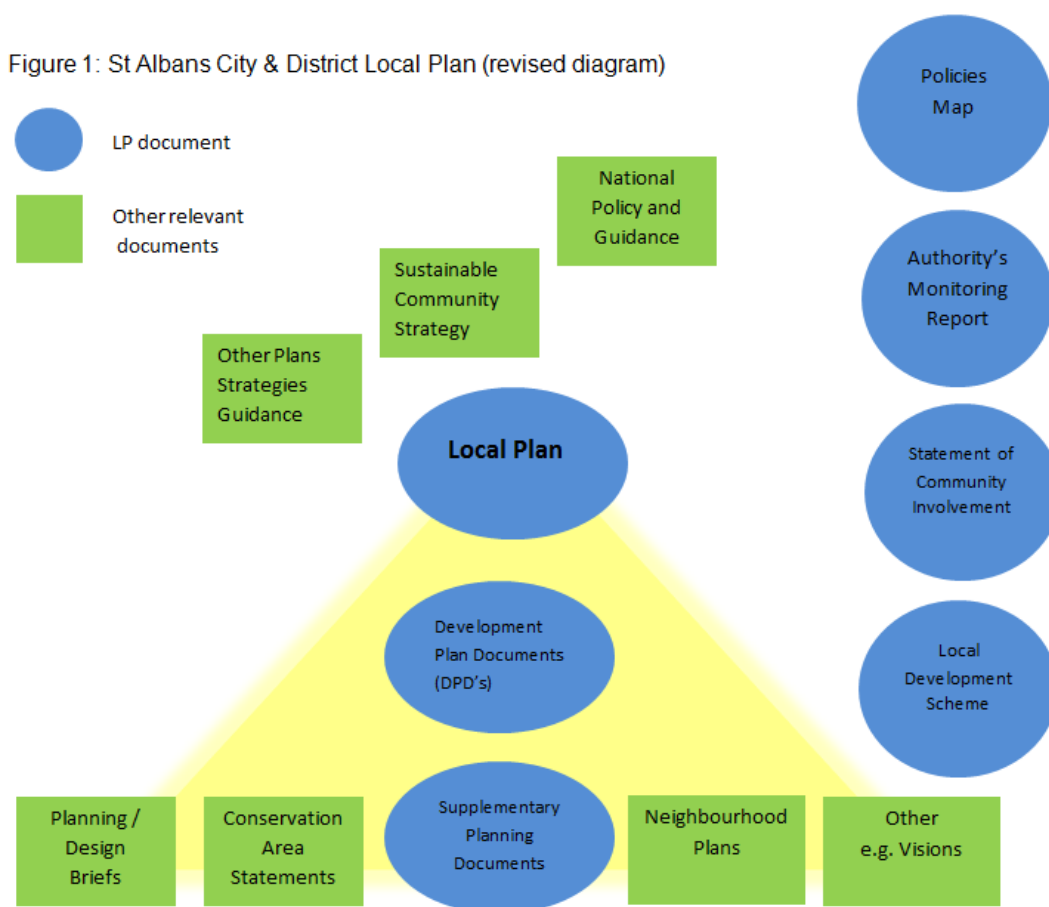 Figure 1: St Albans City & District Local Plan (revised diagram)
LP document
Other relevant
documents
National
Policy and
Guidance
Sustainable
Community
Strategy
Other Plans
Strategies
Guidance
Local Plan
Development
Plan Documents
(DPD's)
Planning /
Design
Briefs
Conservation
Area
Statements
Supplementary
Planning
Documents
Neighbourhood
Plans
Other
e.g. Visions
Policies
Map
Authority's
Monitoring
Report
Statement of
Community
Involvement
Local
Development
Scheme